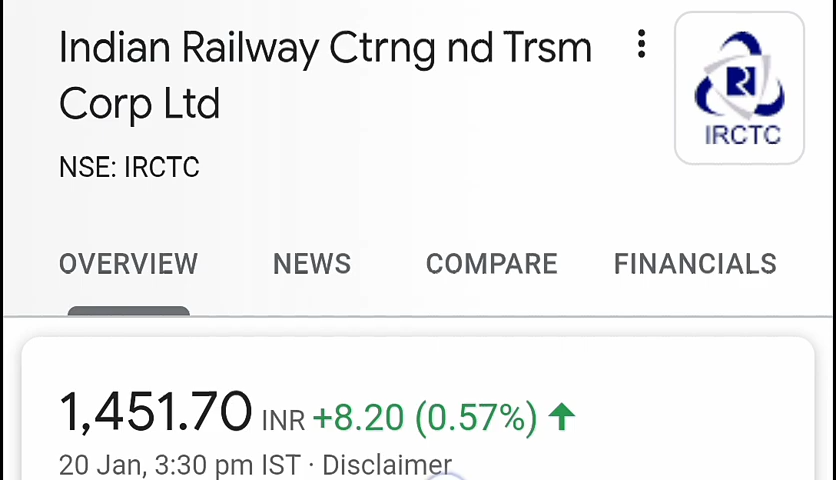 Indian Railway Ctrng nd Trsm
Corp Ltd
IRCTC
NSE: IRCTC
OVERVIEW NEWS COMPARE FINANCIALS
1,451.70 INR +8.20 (0.57%)
20 Jan, 3:30 pm IST · Disclaimer